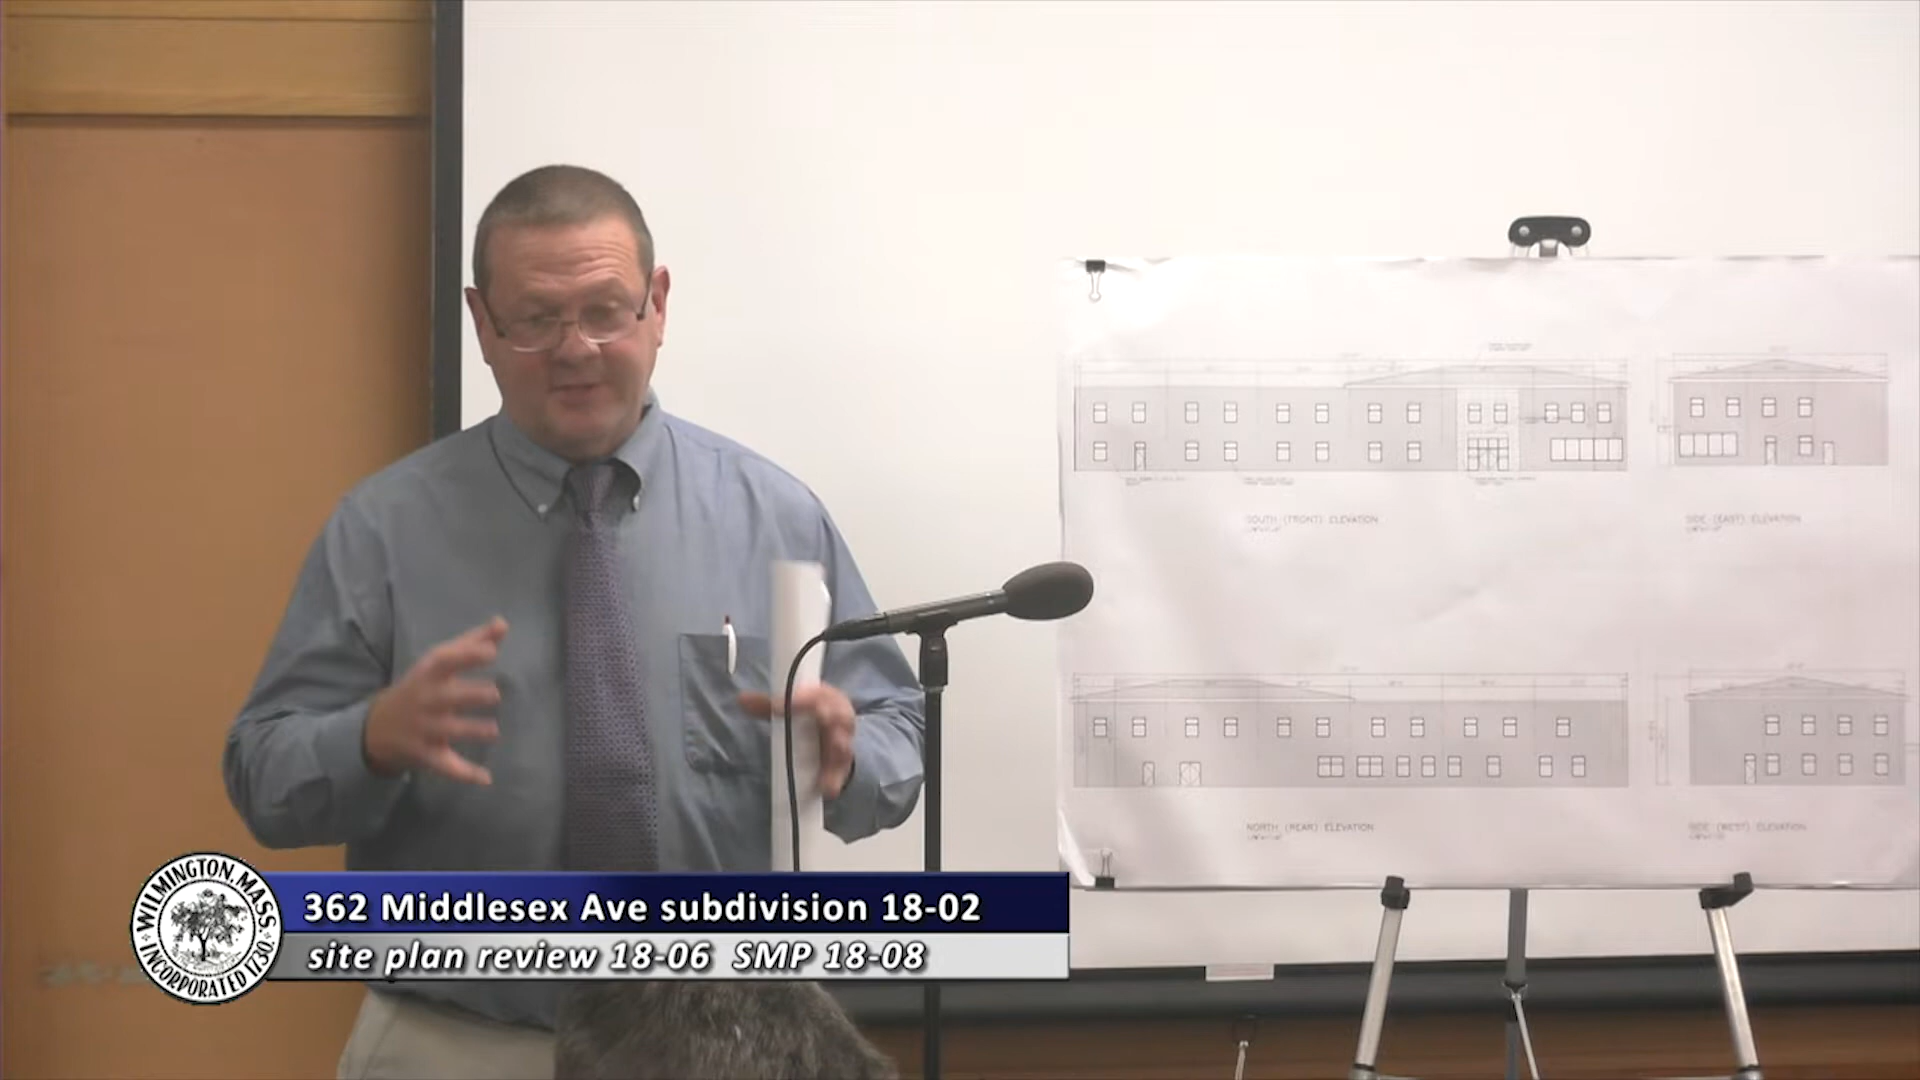 SOUTH (FRONT) ELEVATION
SIDE (EAST) ELEVATION
NORTH (REAR) ELEVATION
SIDE (WEST) ELEVATION
WILMINGTON, MASS.
INCORPORATED 1730.
362 Middlesex Ave subdivision 18-02
site plan review 18-06 SMP 18-08